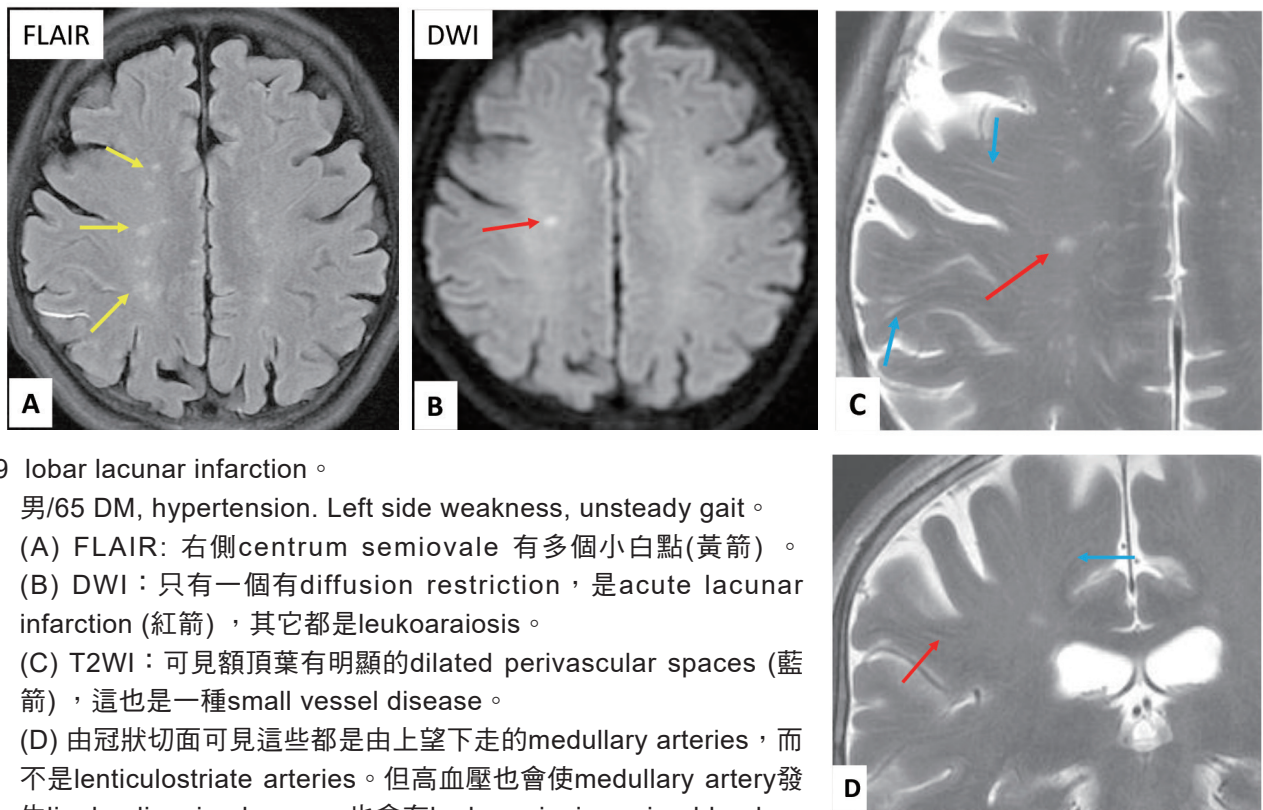 FLAIR
DWI
A
B
C
9 lobar lacunar infarction。
男/65 DM, hypertension. Left side weakness, unsteady gait。
(A) FLAIR: 右側centrum semiovale 有多個小白點(黃箭) 。
(B) DWI：只有一個有diffusion restriction，是acute lacunar
infarction (紅箭) ，其它都是leukoaraiosis。
(C) T2WI：可見額頂葉有明顯的dilated perivascular spaces (藍
箭) ，這也是一種small vessel disease。
(D) 由冠狀切面可見這些都是由上望下走的medullary arteries，而
不是lenticulostriate arteries。但高血壓也會使medullary artery發
D